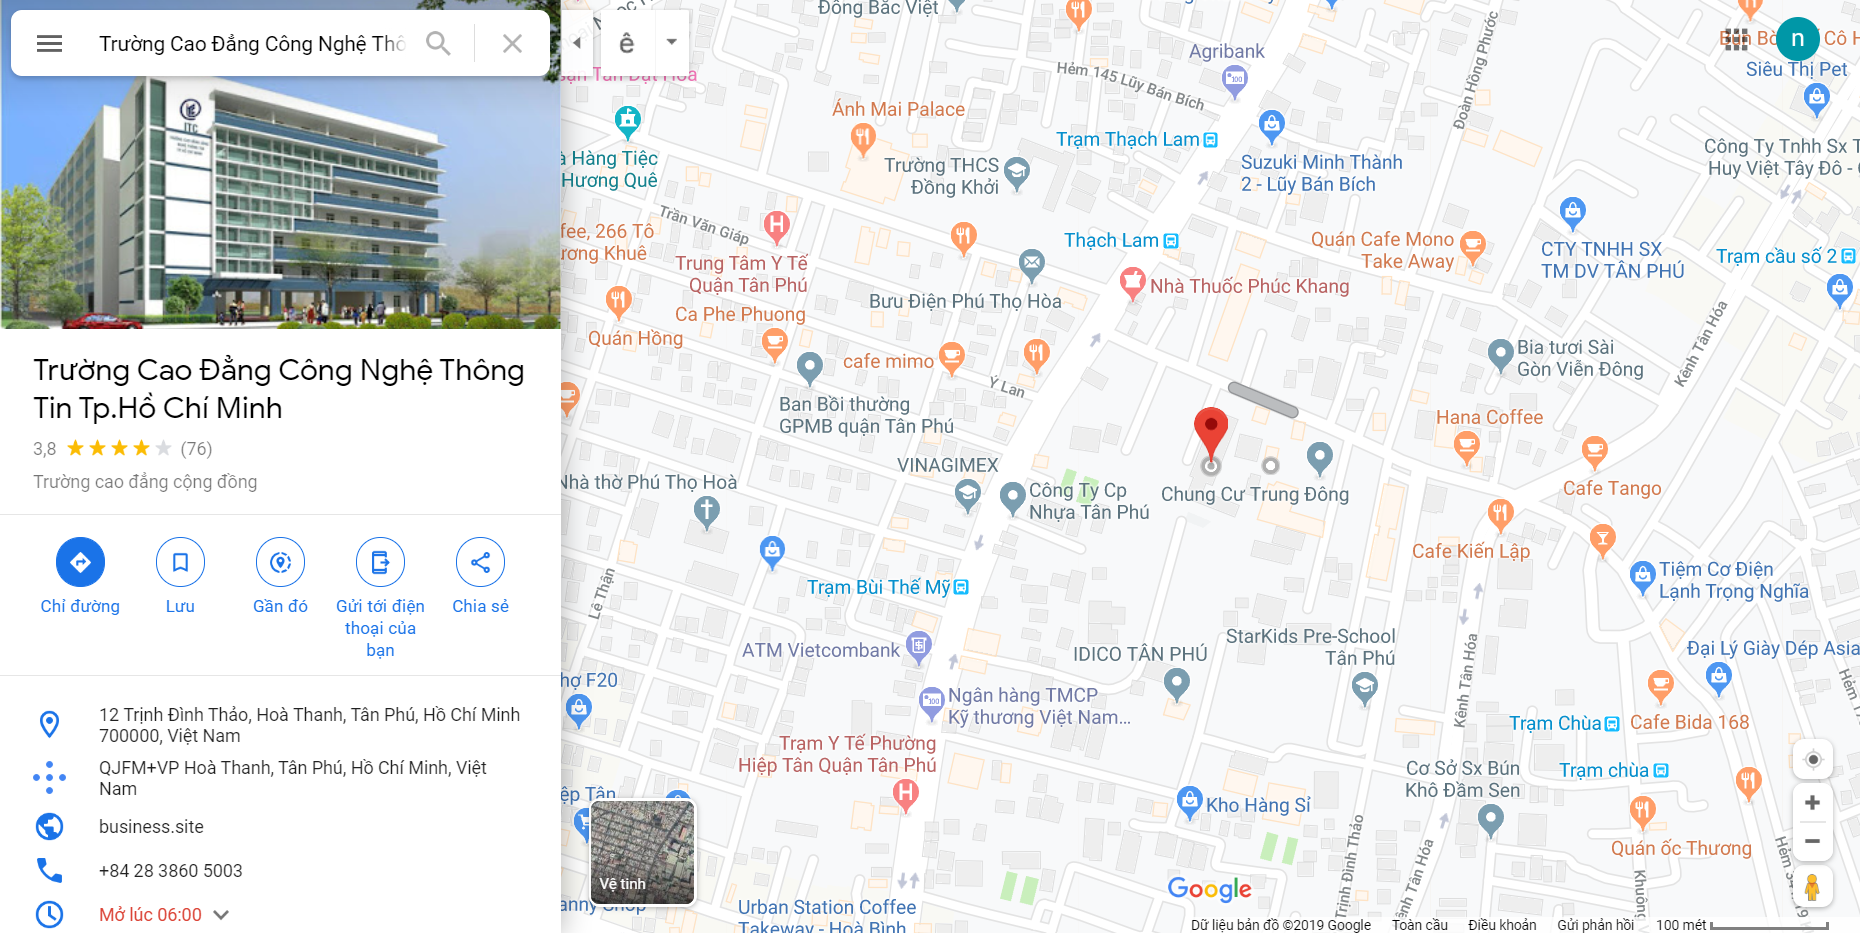 Trường Cao Đẳng Công Nghệ Thô
ITC
Trường Cao Đẳng Công Nghệ Thông
Tin Tp.Hồ Chí Minh
3,8 (76)
Trường cao đẳng cộng đồng
Chỉ đường
Lưu
Gần đó
Gửi tới điện
thoại của
bạn
Chia sẻ
12 Trịnh Đình Thảo, Hoà Thanh, Tân Phú, Hồ Chí Minh
700000, Việt Nam
QJFM+VP Hoà Thanh, Tân Phú, Hồ Chí Minh, Việt
Nam
business.site
+84 28 3860 5003
Mở lúc 06:00
ê
n
Đông Bắc Việt
Agribank
Hẻm 145 Lũy Bán Bích
Đoàn Hồng Phước
Siêu Thị Pet
Ánh Mai Palace
Trạm Thạch Lam
Trường THCS
Đồng Khởi
Suzuki Minh Thành
2 - Lũy Bán Bích
Công Ty Tnhh Sx T
Huy Việt Tây Đô -
à Hàng Tiệc
Hương Quê
Trần Văn Giáp
fee, 266 Tô
ương Khuê
Trung Tâm Y Tế
Quận Tân Phú
Thạch Lam
Quán Cafe Mono
Take Away
CTY TNHH SX
TM DV TÂN PHÚ
Trạm cầu số 2
Bưu Điện Phú Thọ Hòa
Nhà Thuốc Phúc Khang
Ca Phe Phuong
Quán Hồng
cafe mimo
Ý Lan
Kênh Tân Hóa
Bia tươi Sài
Gòn Viễn Đông
Ban Bồi thường
GPMB quận Tân Phú
Hana Coffee
VINAGIMEX
Nhà thờ Phú Thọ Hoà
Công Ty Cp
Nhựa Tân Phú
Chung Cư Trung Đông
Cafe Tango
Cafe Kiến Lập
Tiệm Cơ Điện
Lạnh Trọng Nghĩa
Lê Thận
Trạm Bùi Thế Mỹ
ATM Vietcombank
IDICO TÂN PHÚ
StarKids Pre-School
Tân Phú
Đại Lý Giày Dép Asia
hợ F20
Ngân hàng TMCP
Kỹ thương Việt Nam...
Kênh Tân Hóa
Trạm Chùa
Cafe Bida 168
Trạm Y Tế Phường
Hiệp Tân Quận Tân Phú
Trạm chùa
Cơ Sở Sx Bún
Khô Đầm Sen
iệp Tân
Kho Hàng Sỉ
Quán ốc Thương
Trịnh Đình Thảo
ênh Tân Hóa
Khuông
Vệ tinh
anny Shop
Urban Station Coffee
Takeway - Hoà Bình
Google
Dữ liệu bản đồ ©2019 Google Toàn cầu Điều khoản Gửi phản hồi 100 mét